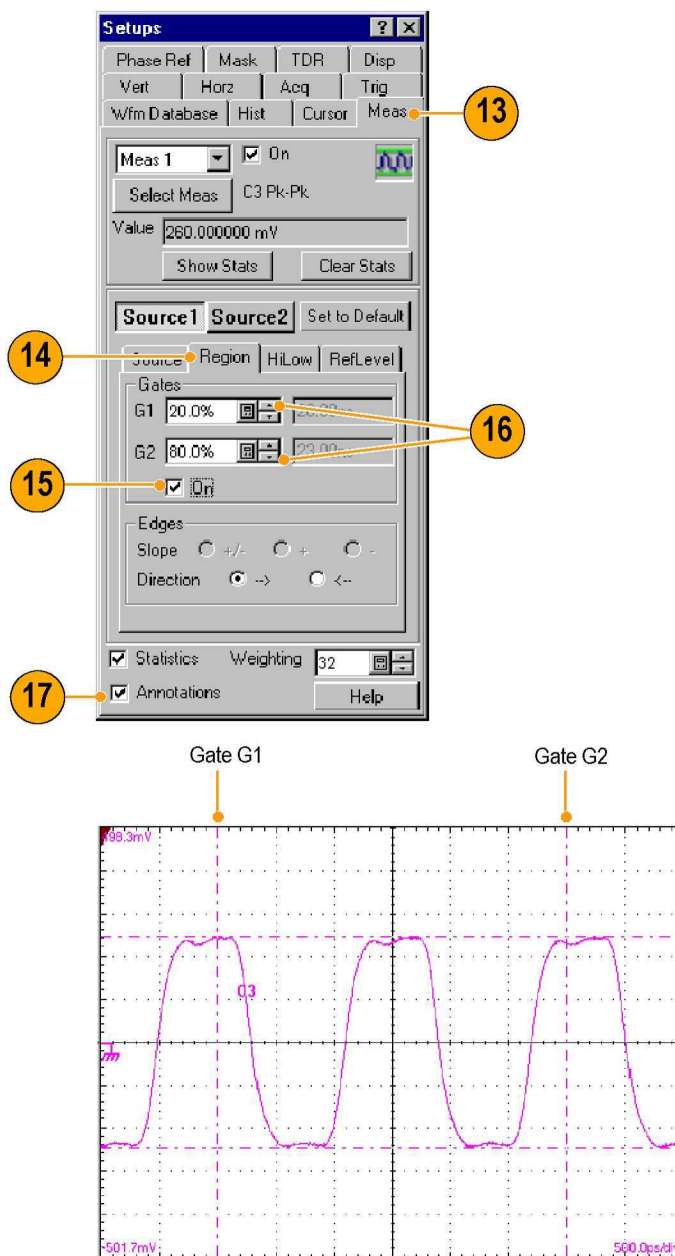 Setups ? ×
Phase Ref Mask TDR Disp
Vert Horz Acq Trig
Wfm Database Hist Cursor Meas
13
Meas 1 On
Select Meas C3 Pk-Pk
Value 260.000000 mV
Show Stats Clear Stats
Source1 Source2 Set to Default
14
Source Region HiLow RefLevel
Gates
G1 20.0%
16
G2 80.0% 23.00ns
15
On
Edges
Slope +/- + -
Direction --> <--
Statistics Weighting 32
17
Annotations Help
Gate G1 Gate G2
498.3mV
C3
-501.7mV 500.0ps/div